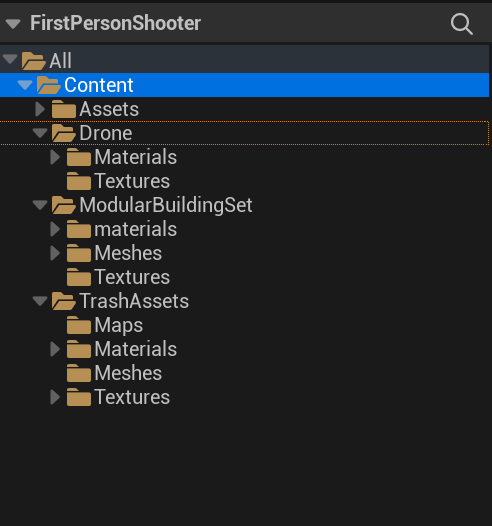 FirstPersonShooter
All
Content
Assets
Drone
Materials
Textures
ModularBuildingSet
materials
Meshes
Textures
TrashAssets
Maps
Materials
Meshes
Textures